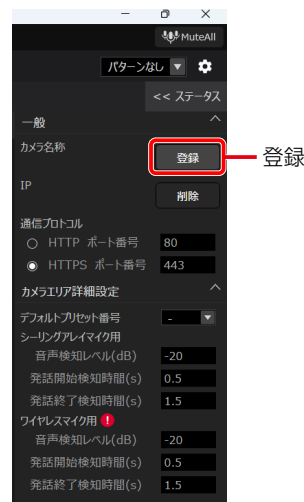 MuteAll
パターンなし
<< ステータス
一般
カメラ名称
登録
登録
IP
削除
通信プロトコル
HTTP ポート番号 80
HTTPS ポート番号 443
カメラエリア詳細設定
デフォルトプリセット番号 -
シーリングアレイマイク用
音声検知レベル(dB) -20
発話開始検知時間(s) 0.5
発話終了検知時間(s) 1.5
ワイヤレスマイク用 !
音声検知レベル(dB) -20
発話開始検知時間(s) 0.5
発話終了検知時間(s) 1.5